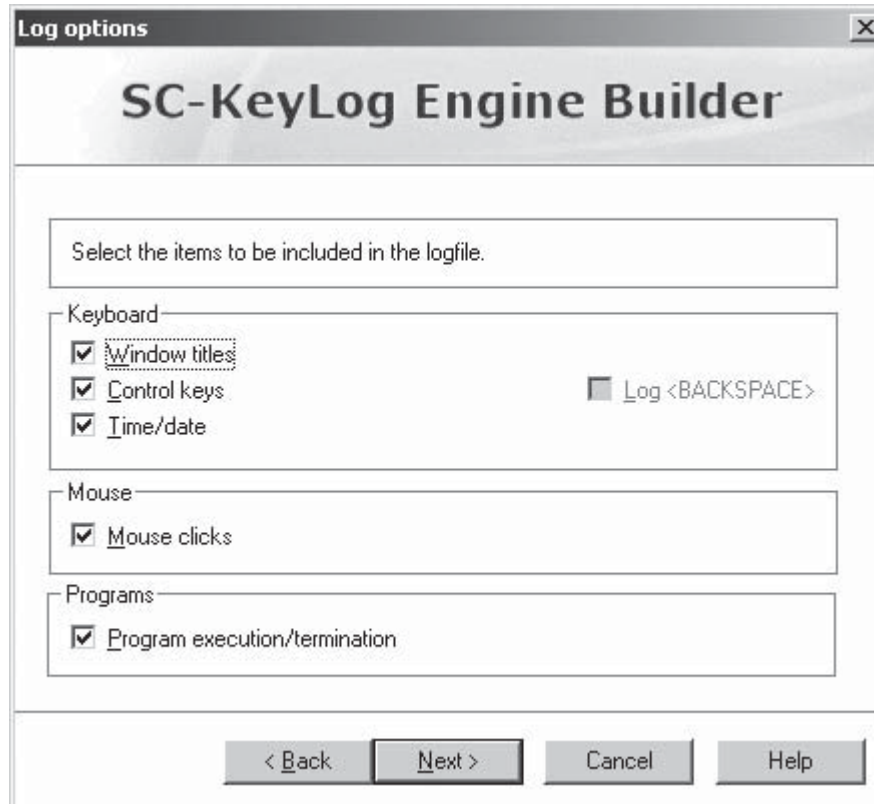 Log options
SC-KeyLog Engine Builder
Select the items to be included in the logfile.
Keyboard
Window titles
Control keys
Log <BACKSPACE>
Time/date
Mouse
Mouse clicks
Programs
Program execution/termination
< Back
Next >
Cancel
Help